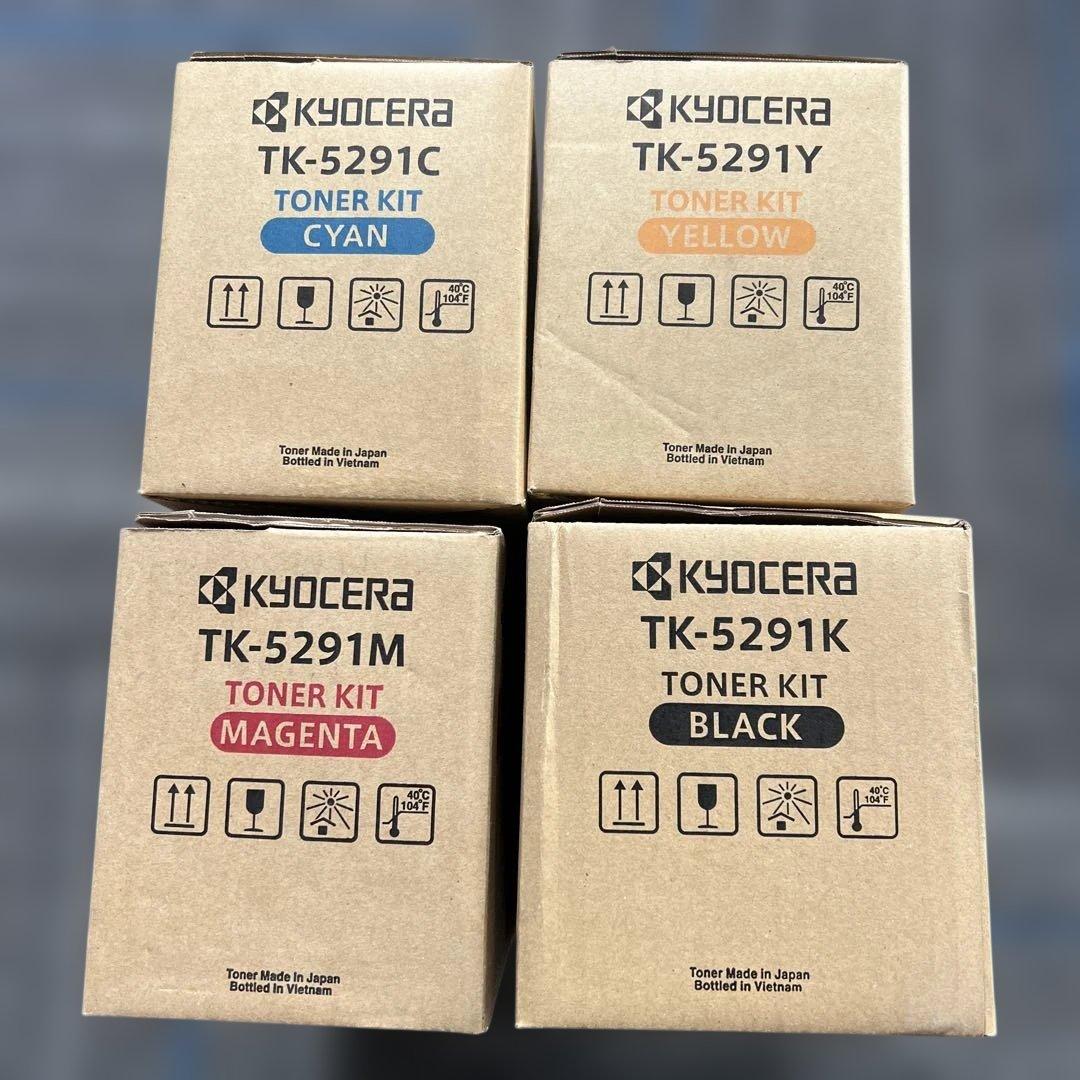 KYOCERA
TK-5291C
TONER KIT
CYAN
40°C
104°F
Toner Made in Japan
Bottled in Vietnam
KYOCERA
TK-5291Y
TONER KIT
YELLOW
40°C
104°F
Toner Made in Japan
Bottled in Vietnam
KYOCERA
TK-5291M
TONER KIT
MAGENTA
40°C
104°F
Toner Made in Japan
Bottled in Vietnam
KYOCERA
TK-5291K
TONER KIT
BLACK
40°C
104°F
Toner Made in Japan
Bottled in Vietnam